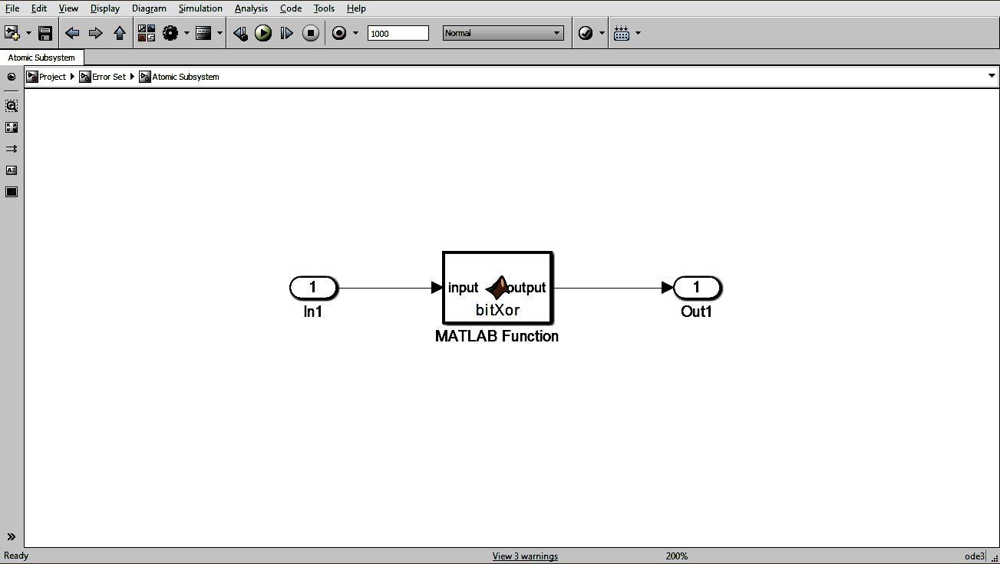 File Edit View Display Diagram Simulation Analysis Code Tools Help
1000 Normal
Atomic Subsystem
Project Error Set Atomic Subsystem
1 input output 1
bitXor
In1 Out1
MATLAB Function
Ready View 3 warnings 200% ode3